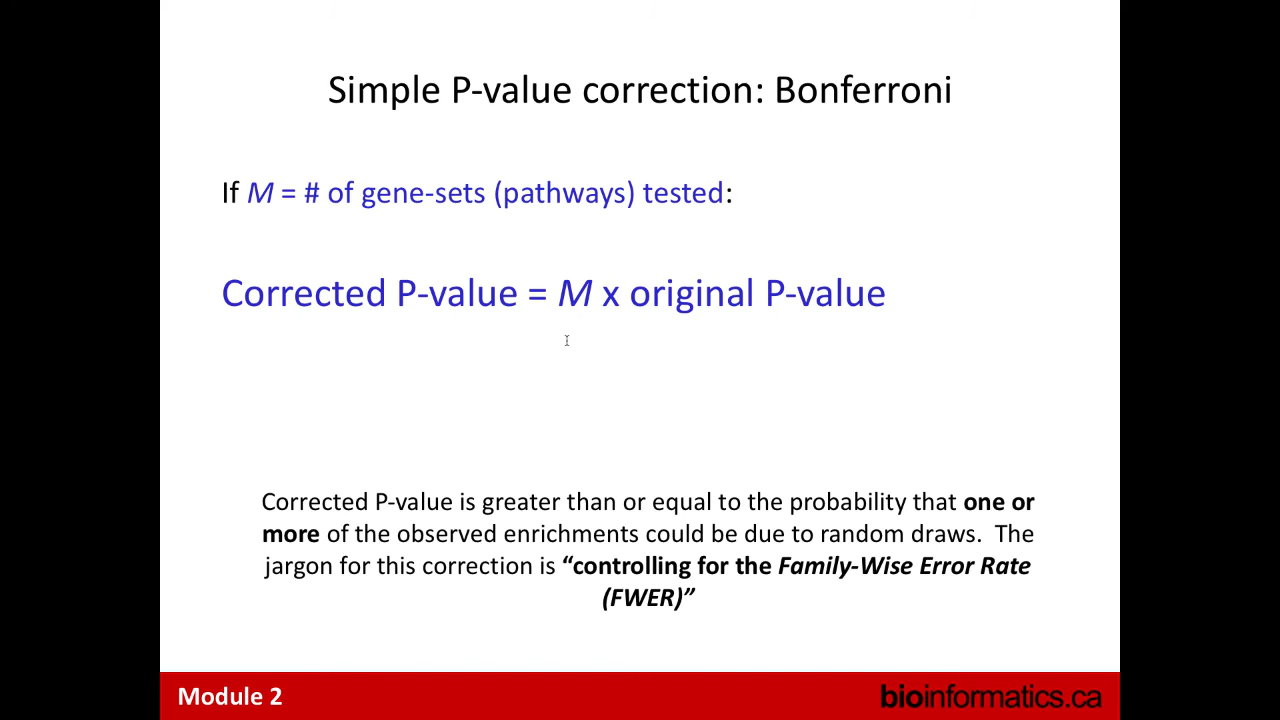 Simple P-value correction: Bonferroni
If M = # of gene-sets (pathways) tested:
Corrected P-value = M x original P-value
Corrected P-value is greater than or equal to the probability that one or
more of the observed enrichments could be due to random draws.  The
jargon for this correction is “controlling for the Family-Wise Error Rate
(FWER)”
Module 2
bioinformatics.ca